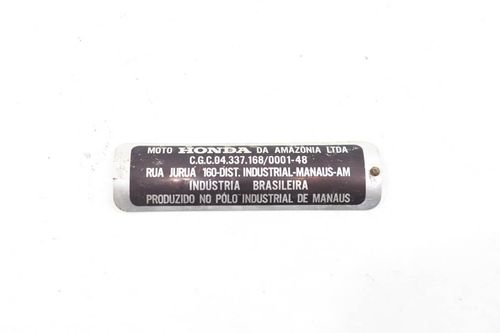 MOTO HONDA DA AMAZÔNIA LTDA
C.G.C.04.337.168/0001-48
RUA JURUÁ 160-DIST. INDUSTRIAL-MANAUS-AM
INDÚSTRIA BRASILEIRA
PRODUZIDO NO PÓLO INDUSTRIAL DE MANAUS